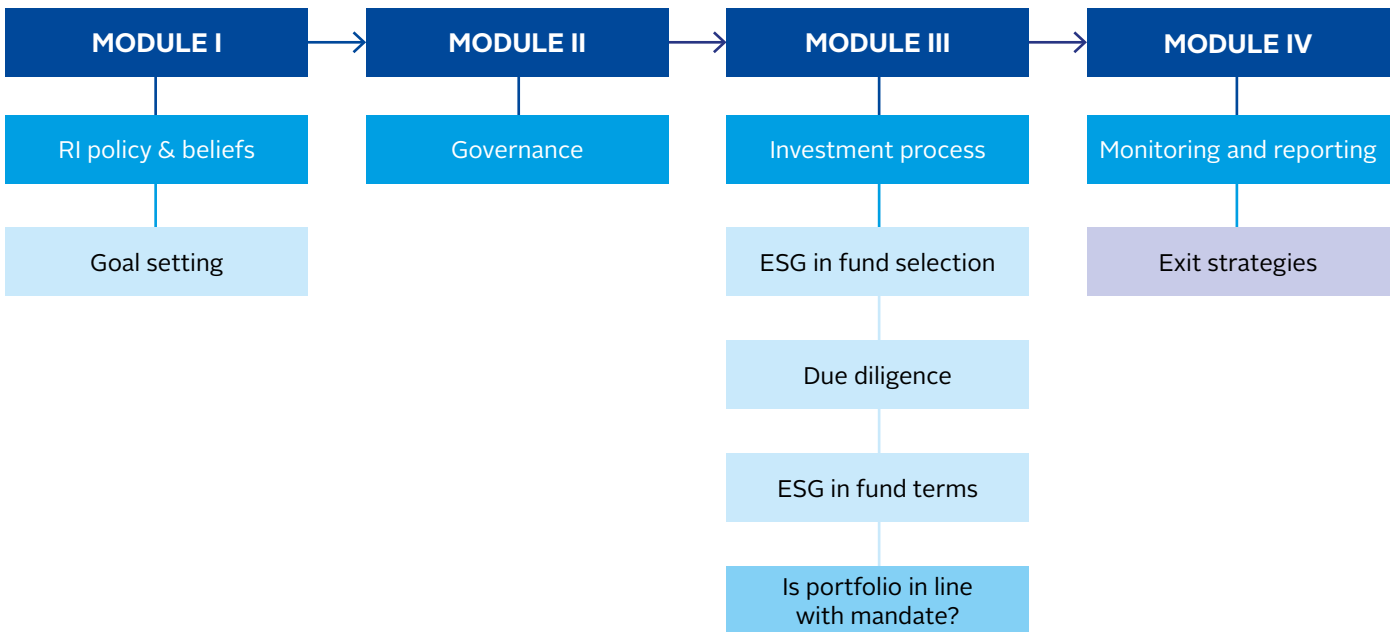 MODULE I
MODULE II
MODULE III
MODULE IV
RI policy & beliefs
Governance
Investment process
Monitoring and reporting
Goal setting
ESG in fund selection
Exit strategies
Due diligence
ESG in fund terms
Is portfolio in line
with mandate?